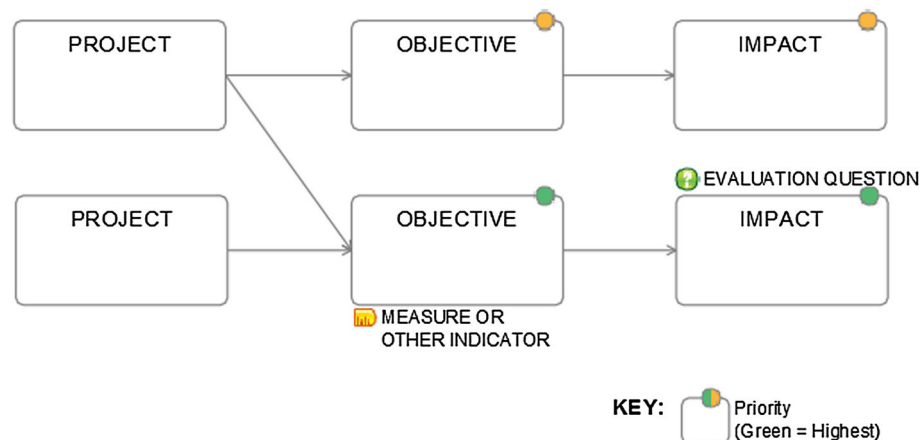 PROJECT
OBJECTIVE
IMPACT
EVALUATION QUESTION
PROJECT
OBJECTIVE
IMPACT
MEASURE OR
OTHER INDICATOR
KEY:
Priority
(Green = Highest)